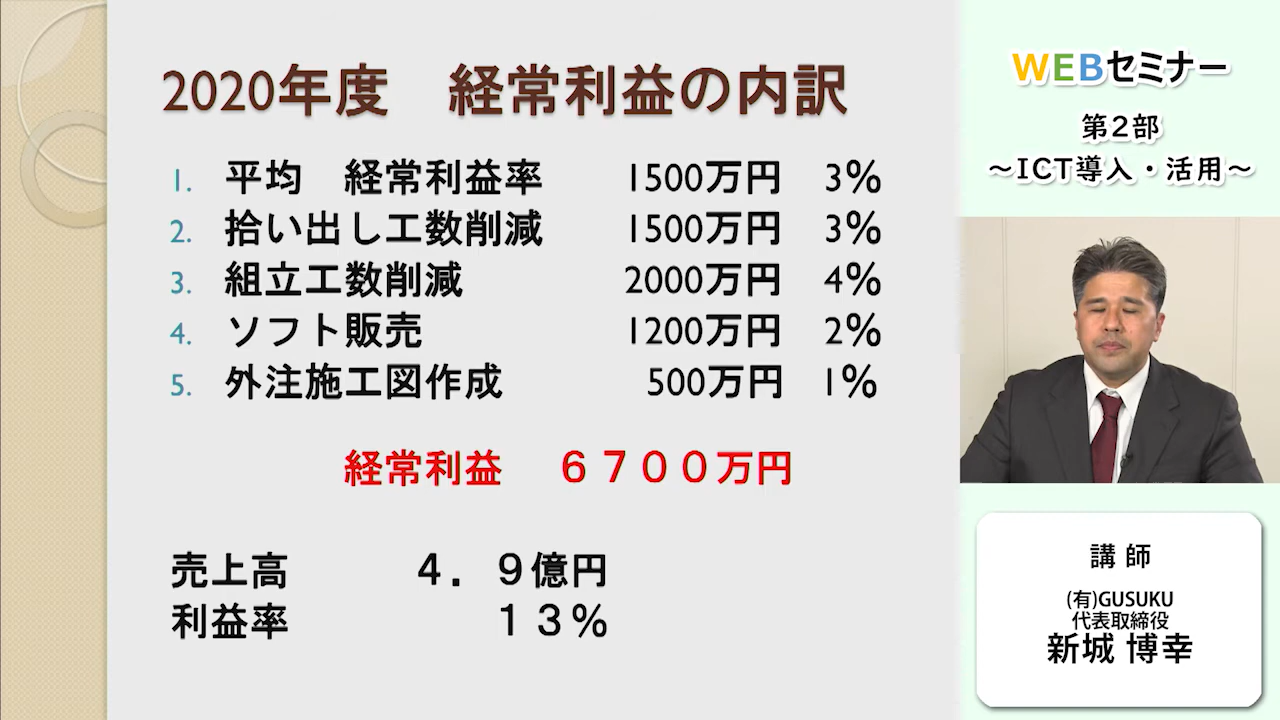 2020年度　経常利益の内訳
1. 平均　経常利益率 1500万円 3%
2. 拾い出し工数削減 1500万円 3%
3. 組立工数削減 2000万円 4%
4. ソフト販売 1200万円 2%
5. 外注施工図作成 500万円 1%
経常利益　６７００万円
売上高　４．９億円
利益率　１３%
WEBセミナー
第2部
～ICT導入・活用～
講師
(有)GUSUKU
代表取締役
新城 博幸